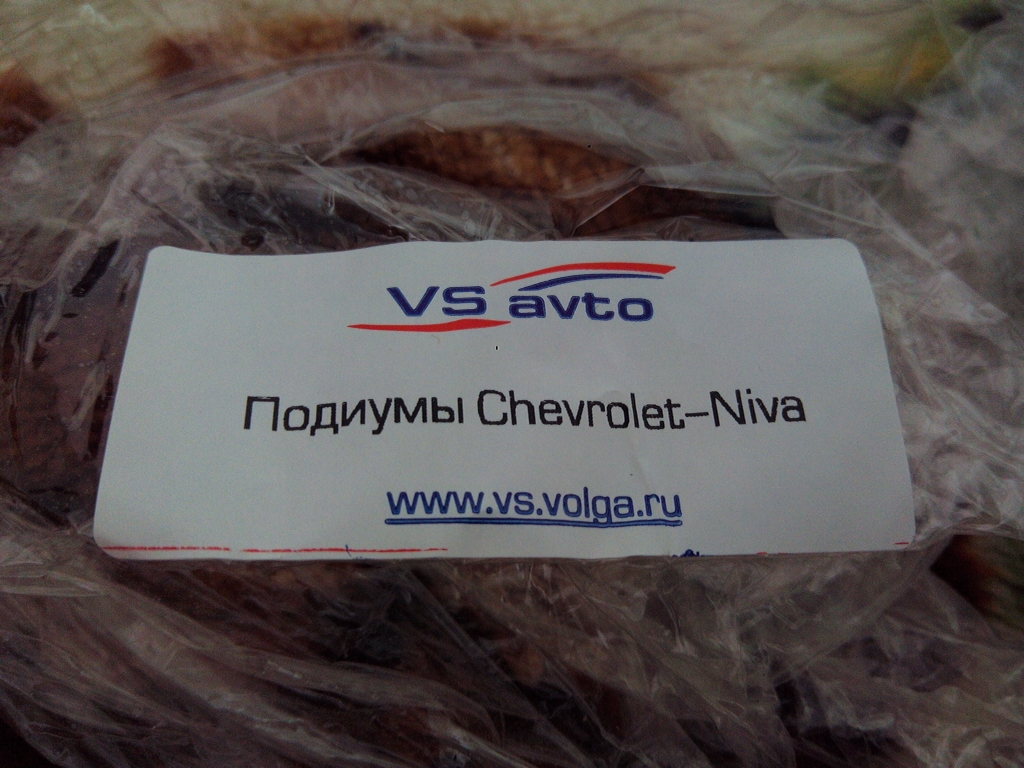 VS avto
Подиумы Chevrolet-Niva
www.vs.volga.ru